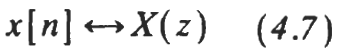 x[n] ↔ X(z) (4.7)